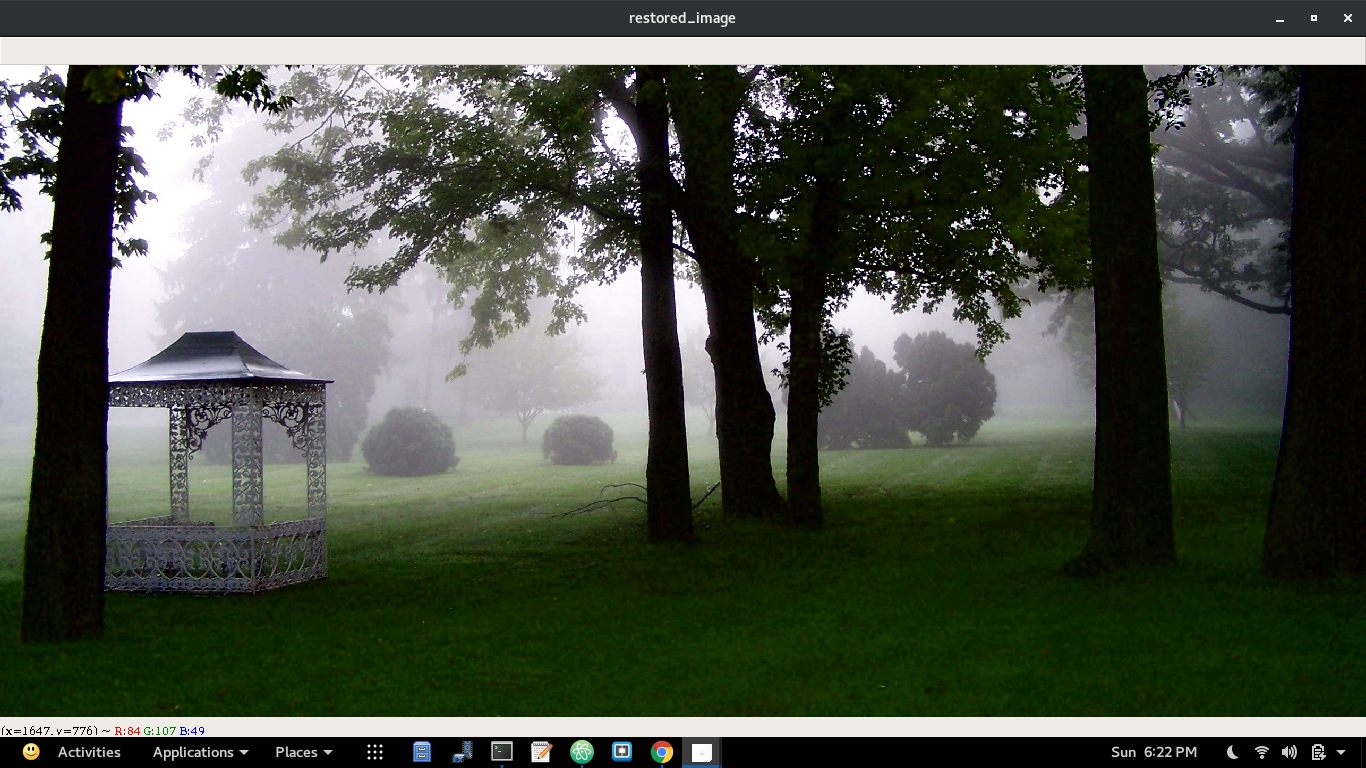 restored_image
(x=1647, y=776) ~ R:84 G:107 B:49
Activities Applications Places Sun 6:22 PM